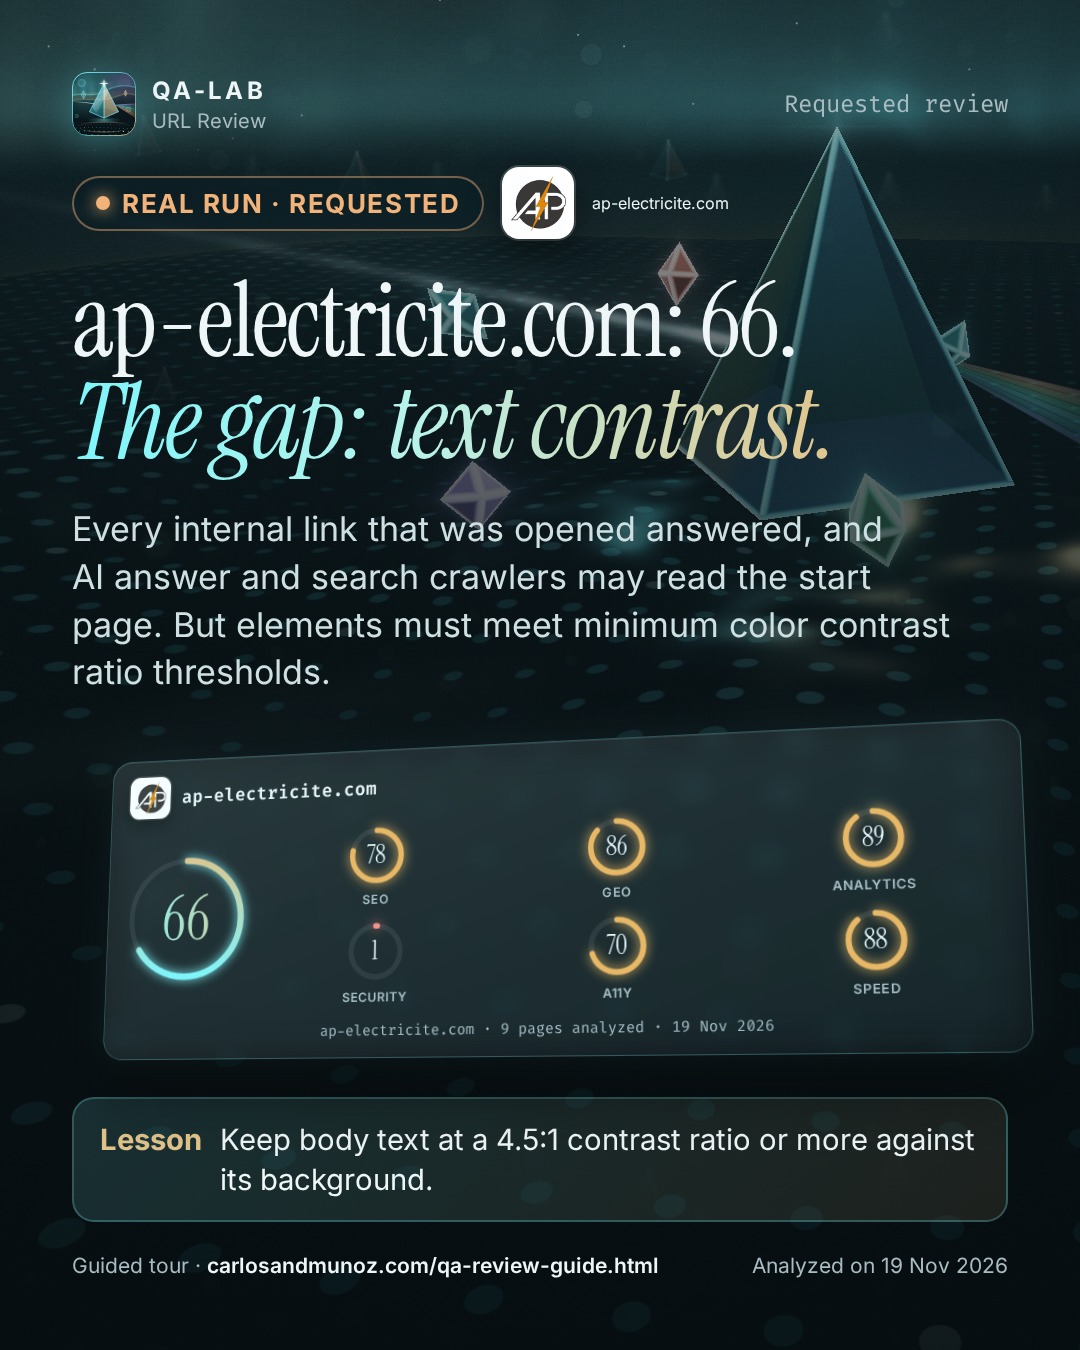 QA-LAB
URL Review
Requested review
REAL RUN · REQUESTED
AP
ap-electricite.com
ap-electricite.com: 66.
The gap: text contrast.
Every internal link that was opened answered, and
AI answer and search crawlers may read the start
page. But elements must meet minimum color contrast
ratio thresholds.
AP
ap-electricite.com
66
78
SEO
86
GEO
89
ANALYTICS
1
SECURITY
70
A11Y
88
SPEED
ap-electricite.com · 9 pages analyzed · 19 Nov 2026
Lesson
Keep body text at a 4.5:1 contrast ratio or more against
its background.
Guided tour · carlosandmunoz.com/qa-review-guide.html
Analyzed on 19 Nov 2026